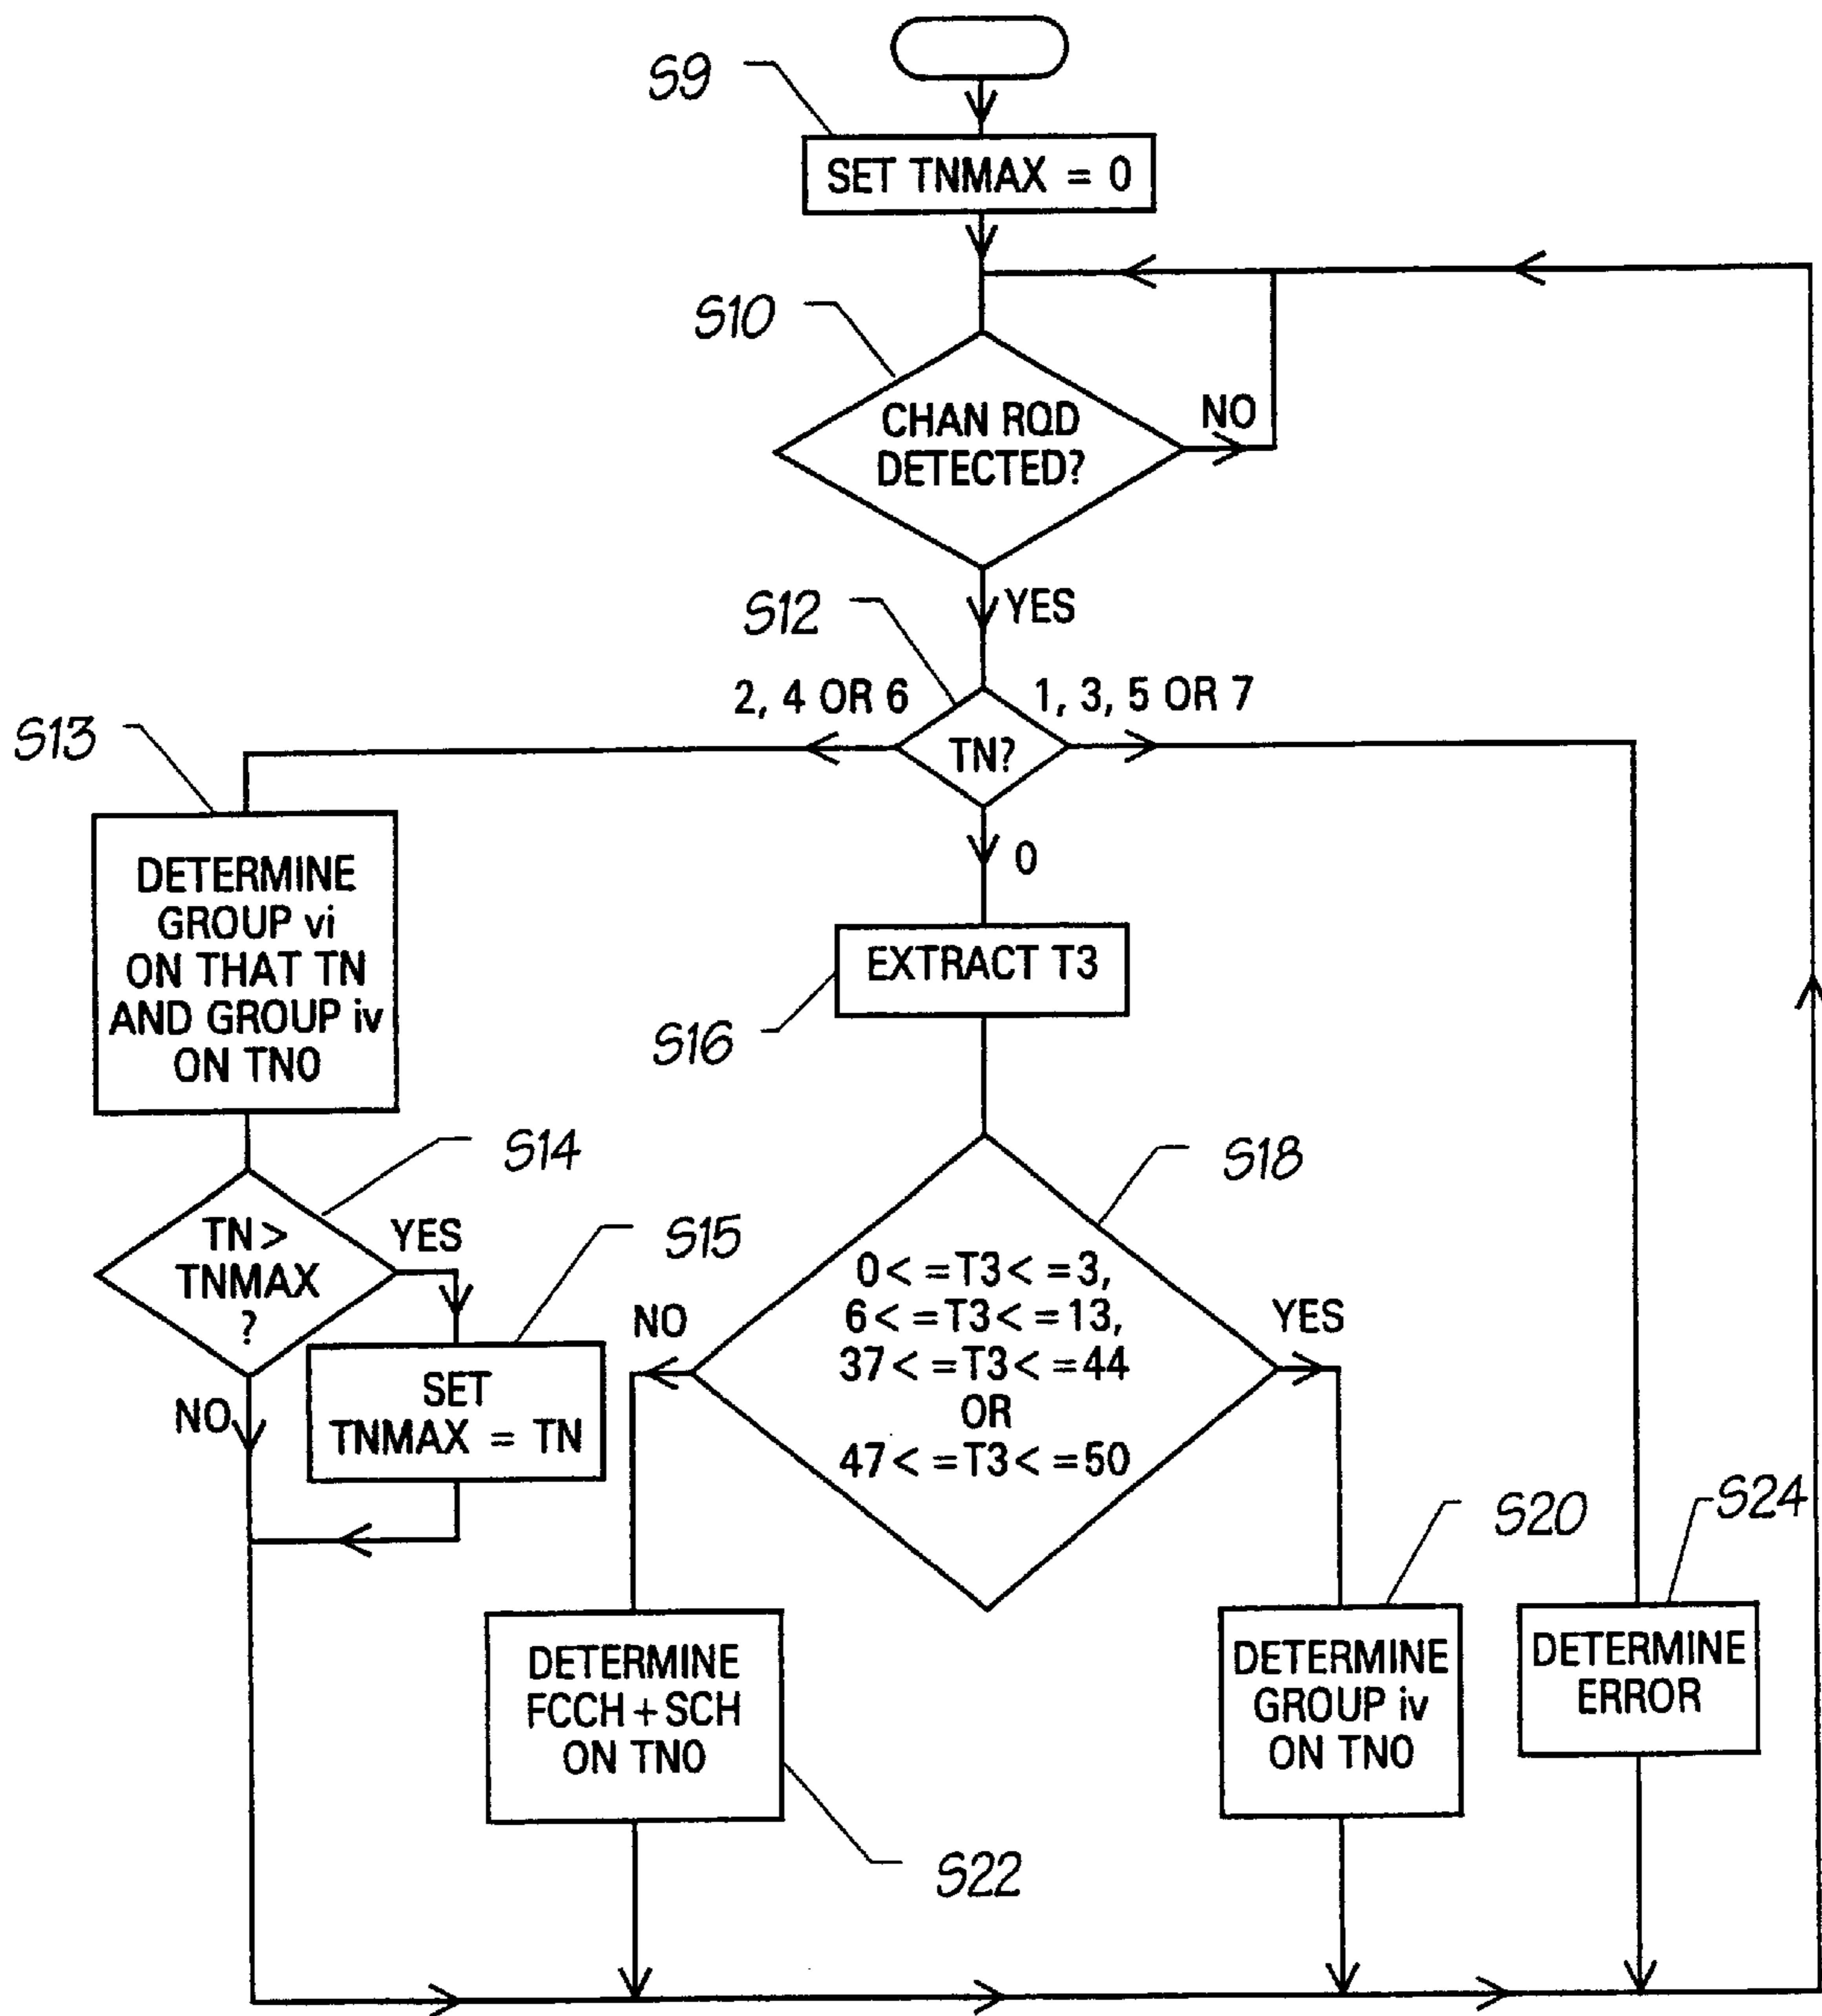 S9
SET TNMAX = 0
S10
CHAN RQD
DETECTED?
NO
YES
S12
2, 4 OR 6
1, 3, 5 OR 7
TN?
0
S13
DETERMINE
GROUP vi
ON THAT TN
AND GROUP iv
ON TN0
EXTRACT T3
S16
S14
TN>
TNMAX
?
YES
NO
S15
SET
TNMAX = TN
S18
0< =T3< =3,
6< =T3< =13,
37< =T3< =44
OR
47< =T3< =50
NO
YES
DETERMINE
FCCH+SCH
ON TN0
S22
S20
DETERMINE
GROUP iv
ON TN0
S24
DETERMINE
ERROR